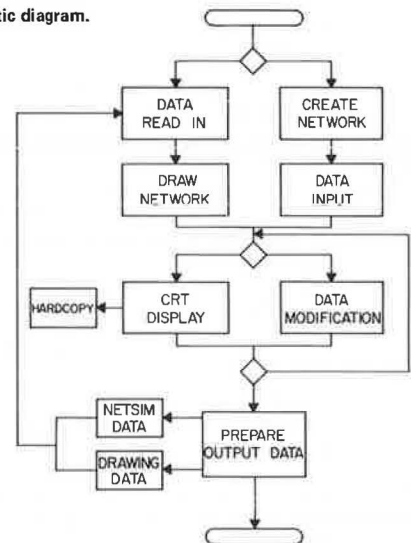 tic diagram.
DATA
READ IN
CREATE
NETWORK
DRAW
NETWORK
DATA
INPUT
HARDCOPY
CRT
DISPLAY
DATA
MODIFICATION
NETSIM
DATA
DRAWING
DATA
PREPARE
OUTPUT DATA